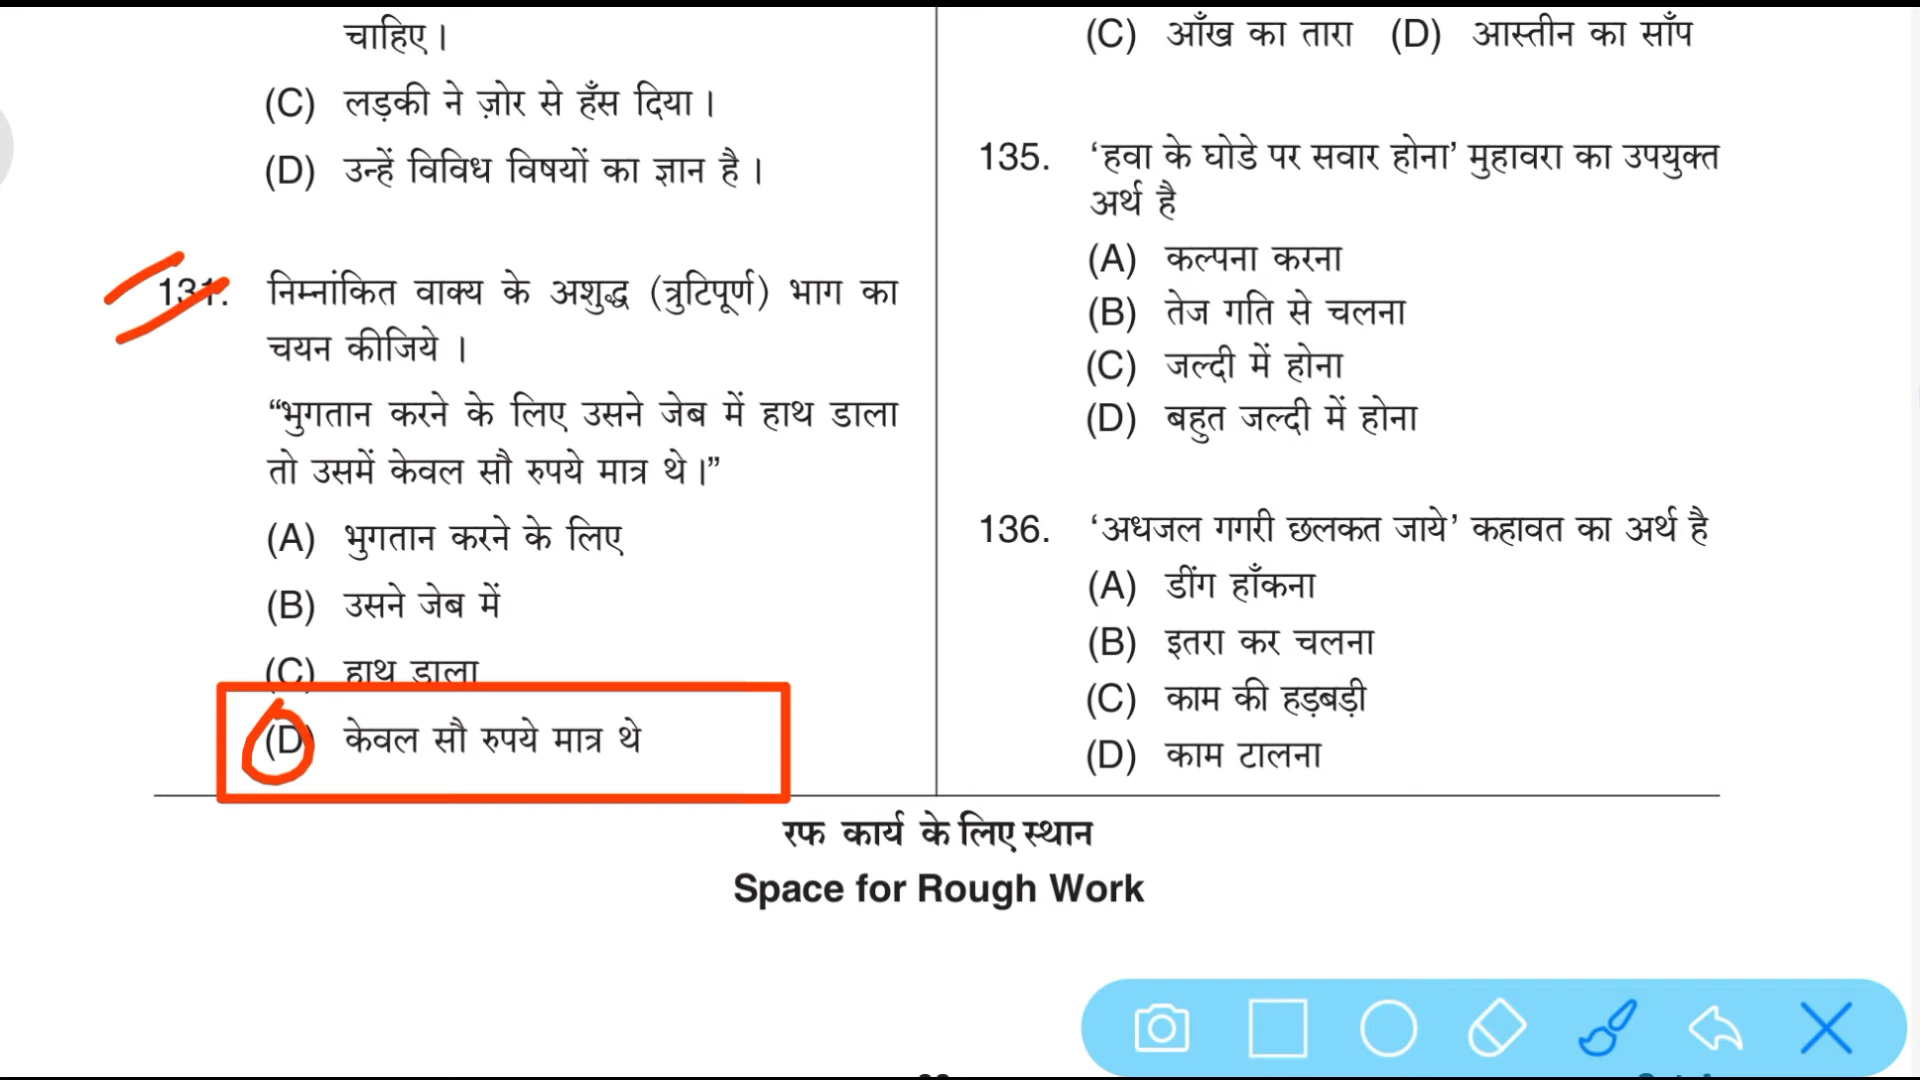 चाहिए ।
(C) लड़की ने ज़ोर से हँस दिया ।
(D) उन्हें विविध विषयों का ज्ञान है ।
131. निम्नांकित वाक्य के अशुद्ध (त्रुटिपूर्ण) भाग का
चयन कीजिये ।
“भुगतान करने के लिए उसने जेब में हाथ डाला
तो उसमें केवल सौ रुपये मात्र थे ।”
(A) भुगतान करने के लिए
(B) उसने जेब में
(C) हाथ डाला
(D) केवल सौ रुपये मात्र थे
(C) आँख का तारा (D) आस्तीन का साँप
135. ‘हवा के घोडे पर सवार होना’ मुहावरा का उपयुक्त
अर्थ है
(A) कल्पना करना
(B) तेज गति से चलना
(C) जल्दी में होना
(D) बहुत जल्दी में होना
136. ‘अधजल गगरी छलकत जाये’ कहावत का अर्थ है
(A) डींग हाँकना
(B) इतरा कर चलना
(C) काम की हड़बड़ी
(D) काम टालना
रफ कार्य के लिए स्थान
Space for Rough Work